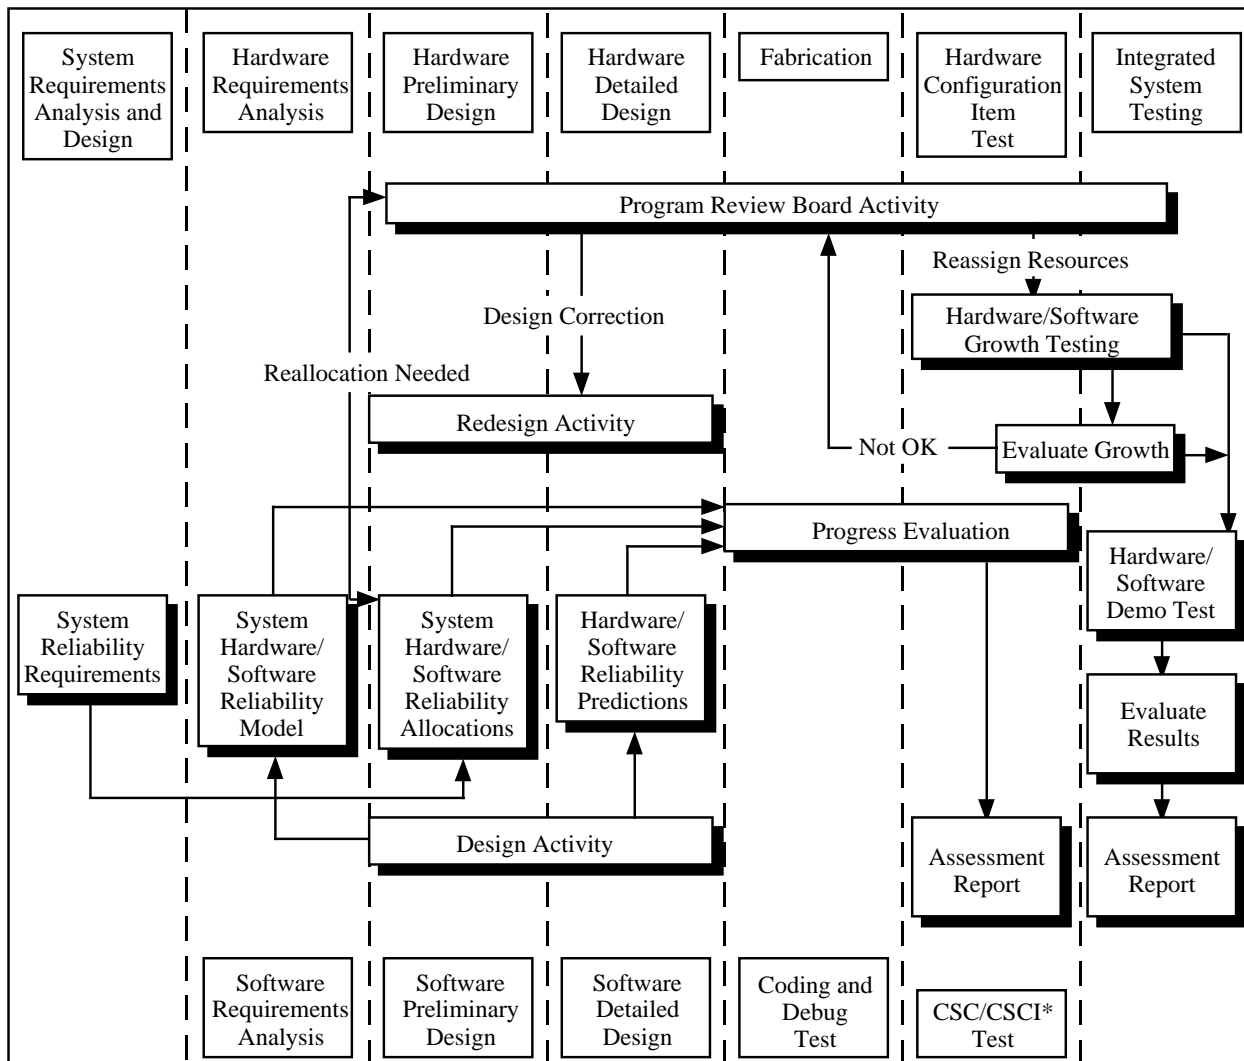 System
Requirements
Analysis and
Design
Hardware
Requirements
Analysis
Hardware
Preliminary
Design
Hardware
Detailed
Design
Fabrication
Hardware
Configuration
Item
Test
Integrated
System
Testing
Program Review Board Activity
Reassign Resources
Design Correction
Hardware/Software
Growth Testing
Reallocation Needed
Redesign Activity
Not OK
Evaluate Growth
Progress Evaluation
Hardware/
Software
Demo Test
System
Reliability
Requirements
System
Hardware/
Software
Reliability
Model
System
Hardware/
Software
Reliability
Allocations
Hardware/
Software
Reliability
Predictions
Evaluate
Results
Design Activity
Assessment
Report
Assessment
Report
Software
Requirements
Analysis
Software
Preliminary
Design
Software
Detailed
Design
Coding and
Debug
Test
CSC/CSCI*
Test